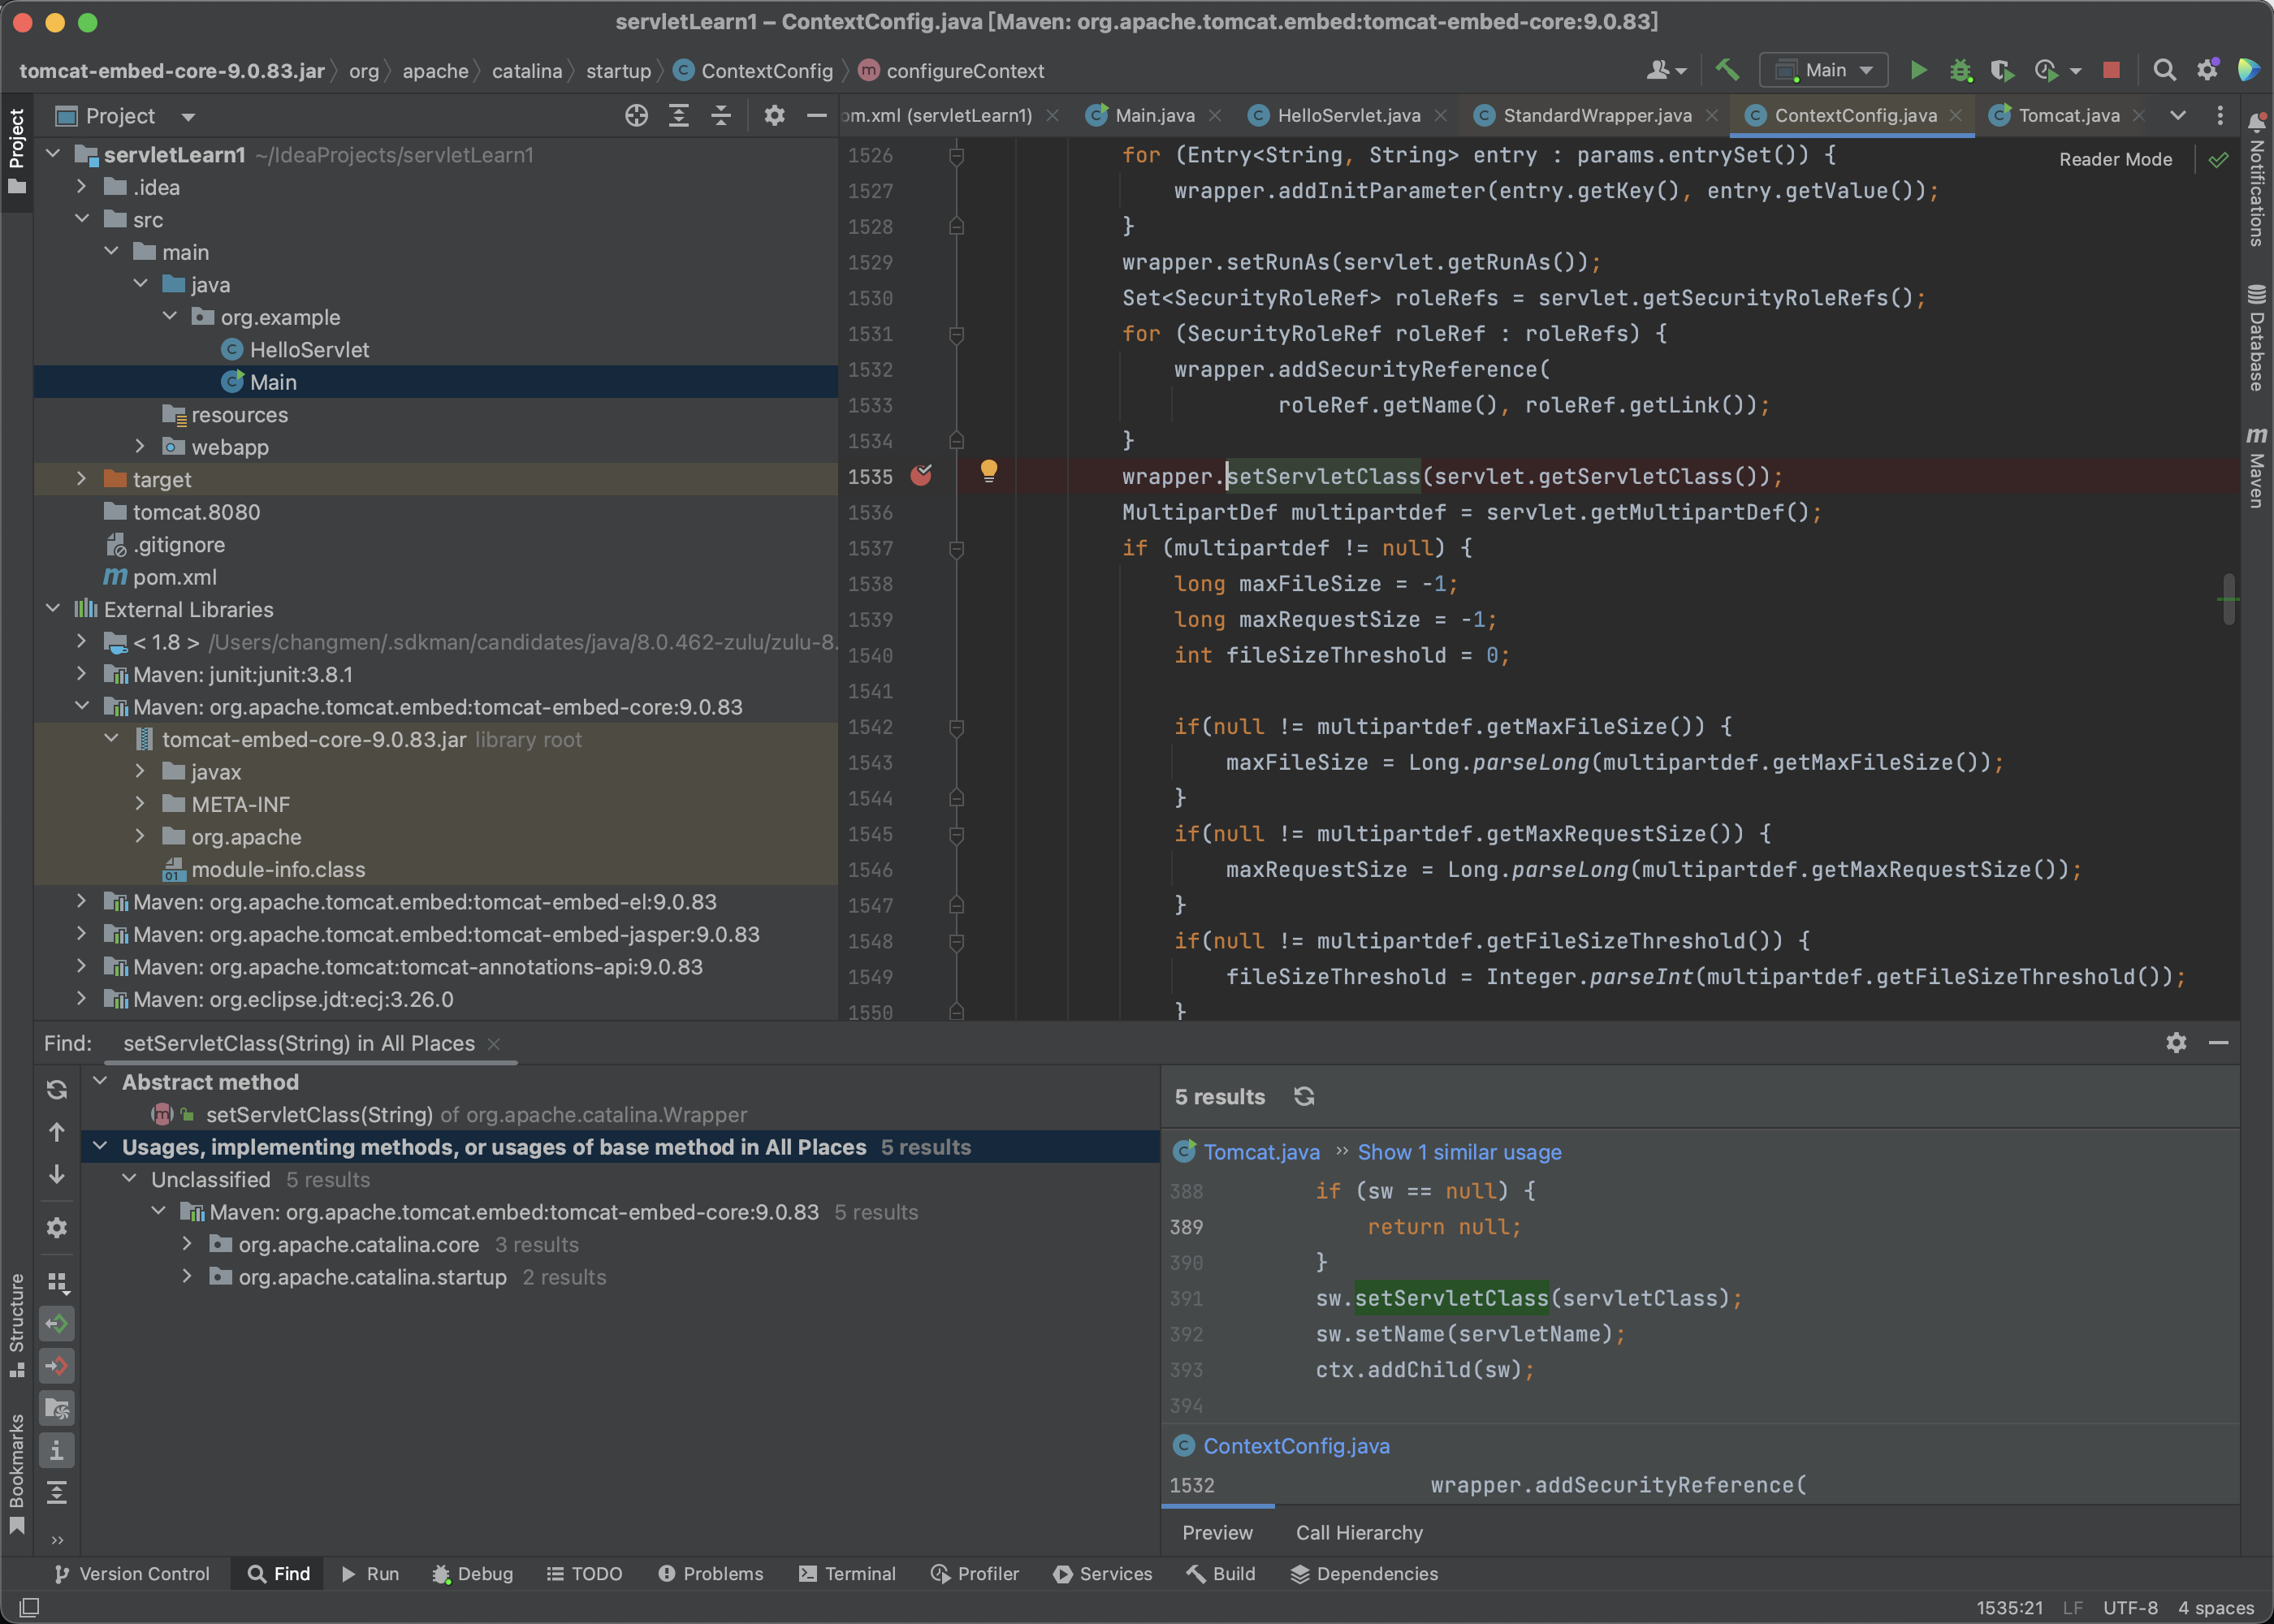 servletLearn1 – ContextConfig.java [Maven: org.apache.tomcat.embed:tomcat-embed-core:9.0.83]
tomcat-embed-core-9.0.83.jar org apache catalina startup ContextConfig configureContext
Main
Project
Project
om.xml (servletLearn1) Main.java HelloServlet.java StandardWrapper.java ContextConfig.java Tomcat.java
servletLearn1 ~/IdeaProjects/servletLearn1
.idea
src
main
java
org.example
HelloServlet
Main
resources
webapp
target
tomcat.8080
.gitignore
pom.xml
External Libraries
< 1.8 > /Users/changmen/.sdkman/candidates/java/8.0.462-zulu/zulu-8.
Maven: junit:junit:3.8.1
Maven: org.apache.tomcat.embed:tomcat-embed-core:9.0.83
tomcat-embed-core-9.0.83.jar library root
javax
META-INF
org.apache
module-info.class
Maven: org.apache.tomcat.embed:tomcat-embed-el:9.0.83
Maven: org.apache.tomcat.embed:tomcat-embed-jasper:9.0.83
Maven: org.apache.tomcat:tomcat-annotations-api:9.0.83
Maven: org.eclipse.jdt:ecj:3.26.0
Reader Mode
1526 for (Entry<String, String> entry : params.entrySet()) {
1527 wrapper.addInitParameter(entry.getKey(), entry.getValue());
1528 }
1529 wrapper.setRunAs(servlet.getRunAs());
1530 Set<SecurityRoleRef> roleRefs = servlet.getSecurityRoleRefs();
1531 for (SecurityRoleRef roleRef : roleRefs) {
1532 wrapper.addSecurityReference(
1533 roleRef.getName(), roleRef.getLink());
1534 }
1535 wrapper.setServletClass(servlet.getServletClass());
1536 MultipartDef multipartdef = servlet.getMultipartDef();
1537 if (multipartdef != null) {
1538 long maxFileSize = -1;
1539 long maxRequestSize = -1;
1540 int fileSizeThreshold = 0;
1541
1542 if(null != multipartdef.getMaxFileSize()) {
1543 maxFileSize = Long.parseLong(multipartdef.getMaxFileSize());
1544 }
1545 if(null != multipartdef.getMaxRequestSize()) {
1546 maxRequestSize = Long.parseLong(multipartdef.getMaxRequestSize());
1547 }
1548 if(null != multipartdef.getFileSizeThreshold()) {
1549 fileSizeThreshold = Integer.parseInt(multipartdef.getFileSizeThreshold());
1550 }
Notifications
Database
m Maven
Find: setServletClass(String) in All Places
Abstract method
setServletClass(String) of org.apache.catalina.Wrapper
Usages, implementing methods, or usages of base method in All Places 5 results
Unclassified 5 results
Maven: org.apache.tomcat.embed:tomcat-embed-core:9.0.83 5 results
org.apache.catalina.core 3 results
org.apache.catalina.startup 2 results
5 results
Tomcat.java Show 1 similar usage
388 if (sw == null) {
389 return null;
390 }
391 sw.setServletClass(servletClass);
392 sw.setName(servletName);
393 ctx.addChild(sw);
394
ContextConfig.java
1532 wrapper.addSecurityReference(
Preview Call Hierarchy
Structure
Bookmarks
Version Control Find Run Debug TODO Problems Terminal Profiler Services Build Dependencies
1535:21 LF UTF-8 4 spaces